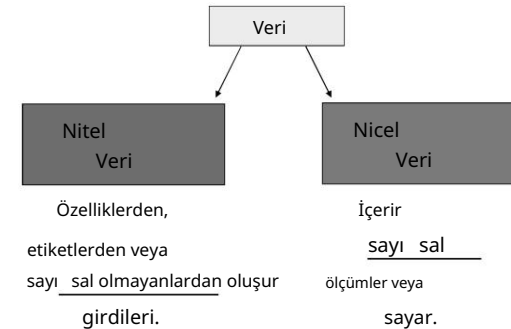 Veri
Nitel
Veri
Özelliklerden,
etiketlerden veya
sayı sal olmayanlardan oluşur
girdileri.
Nicel
Veri
İçerir
sayı sal
ölçümler veya
sayar.